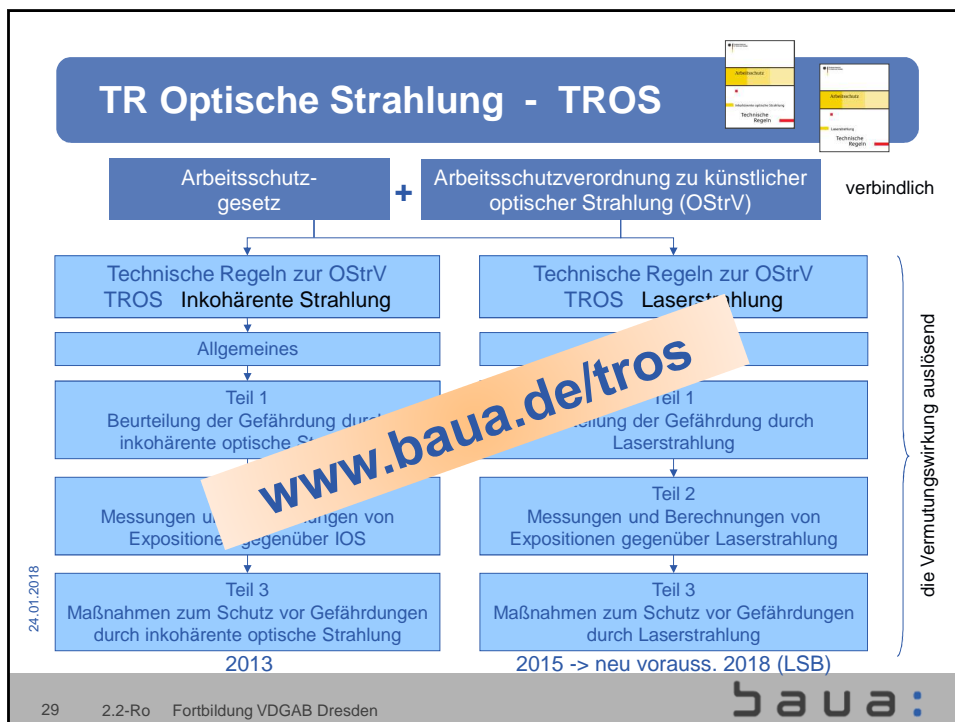 TR Optische Strahlung - TROS
Arbeitsschutz
Inkohärente optische Strahlung
Technische
Regeln
Arbeitsschutz
Laserstrahlung
Technische
Regeln
Arbeitsschutz-
gesetz
+
Arbeitsschutzverordnung zu künstlicher
optischer Strahlung (OStrV)
verbindlich
Technische Regeln zur OStrV
TROS Inkohärente Strahlung
Technische Regeln zur OStrV
TROS Laserstrahlung
Allgemeines
Teil 1
Beurteilung der Gefährdung durch
inkohärente optische
Teil 1
der Gefährdung durch
Laserstrahlung
www.baua.de/tros
Messungen
von
Expositionen gegenüber IOS
Teil 2
Messungen und Berechnungen von
Expositionen gegenüber Laserstrahlung
Teil 3
Maßnahmen zum Schutz vor Gefährdungen
durch inkohärente optische Strahlung
Teil 3
Maßnahmen zum Schutz vor Gefährdungen
durch Laserstrahlung
2013
2015 -> neu vorauss. 2018 (LSB)
die Vermutungswirkung auslösend
24.01.2018
29 2.2-Ro Fortbildung VDGAB Dresden
baua: